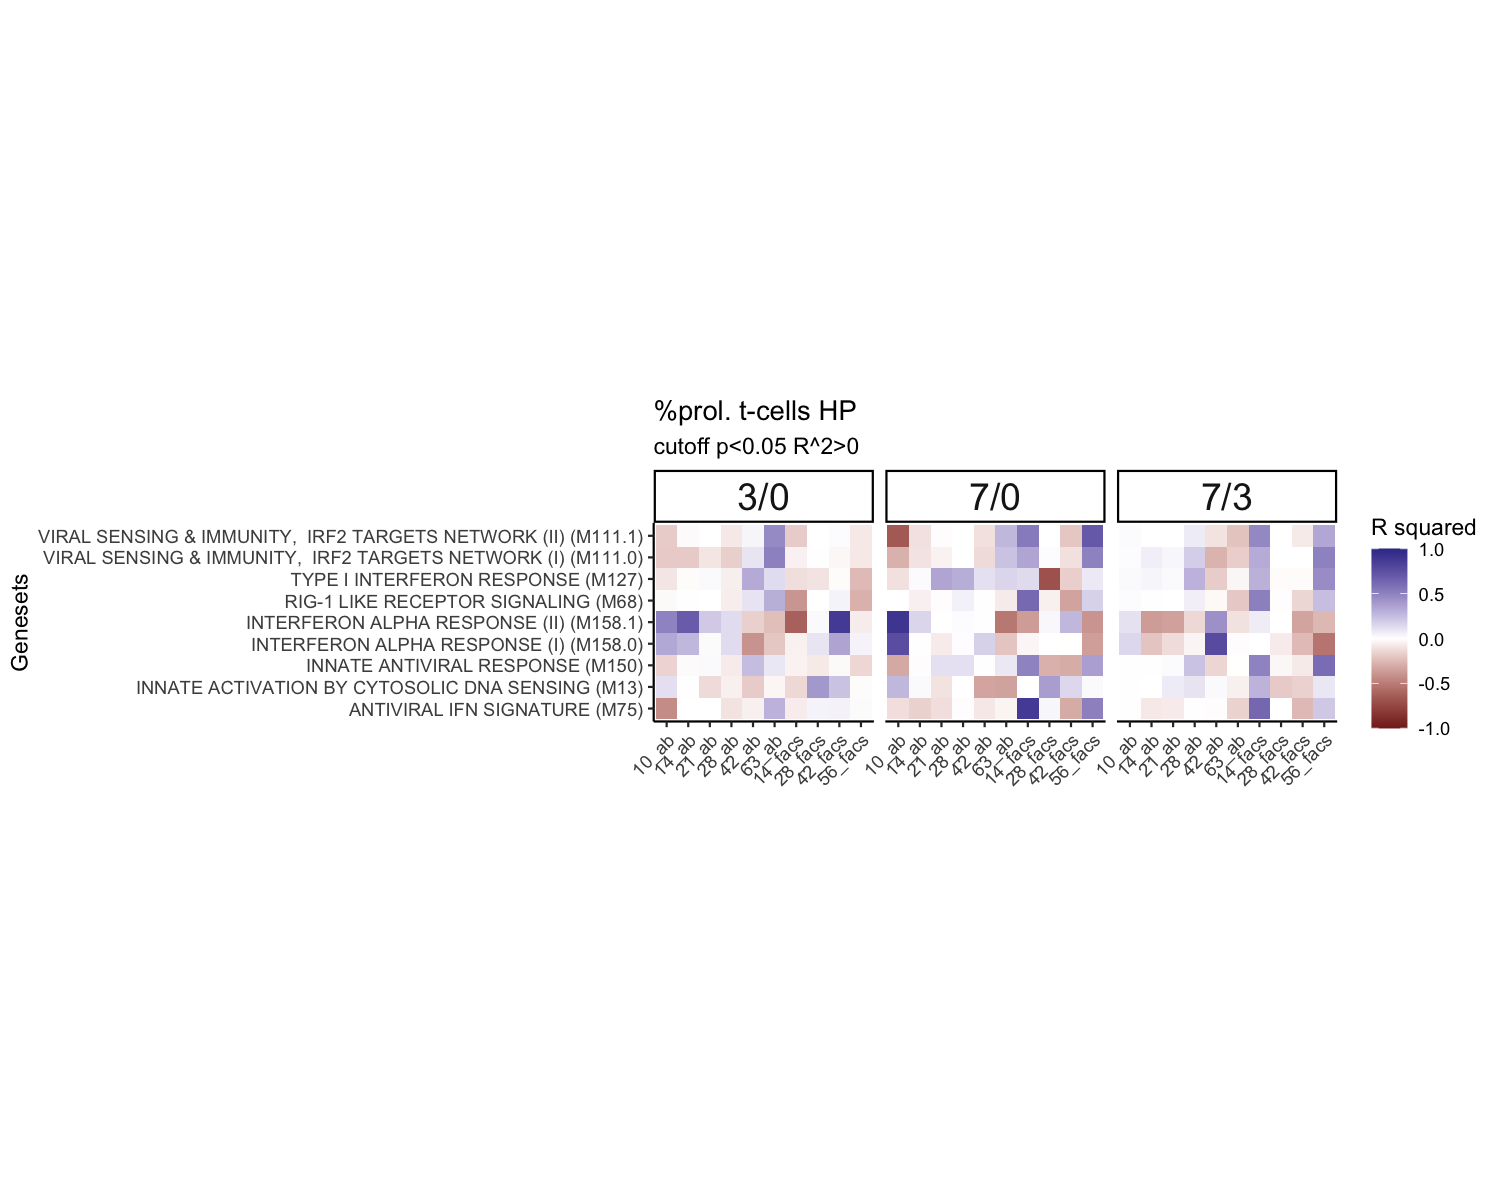 %prol. t-cells HP
cutoff p<0.05 R^2>0
3/0
7/0
7/3
Genesets
VIRAL SENSING & IMMUNITY,  IRF2 TARGETS NETWORK (II) (M111.1)
VIRAL SENSING & IMMUNITY,  IRF2 TARGETS NETWORK (I) (M111.0)
TYPE I INTERFERON RESPONSE (M127)
RIG-1 LIKE RECEPTOR SIGNALING (M68)
INTERFERON ALPHA RESPONSE (II) (M158.1)
INTERFERON ALPHA RESPONSE (I) (M158.0)
INNATE ANTIVIRAL RESPONSE (M150)
INNATE ACTIVATION BY CYTOSOLIC DNA SENSING (M13)
ANTIVIRAL IFN SIGNATURE (M75)
10_ab
14_ab
21_ab
28_ab
42_ab
63_ab
14_facs
28_facs
42_facs
56_facs
10_ab
14_ab
21_ab
28_ab
42_ab
63_ab
14_facs
28_facs
42_facs
56_facs
10_ab
14_ab
21_ab
28_ab
42_ab
63_ab
14_facs
28_facs
42_facs
56_facs
R squared
1.0
0.5
0.0
-0.5
-1.0